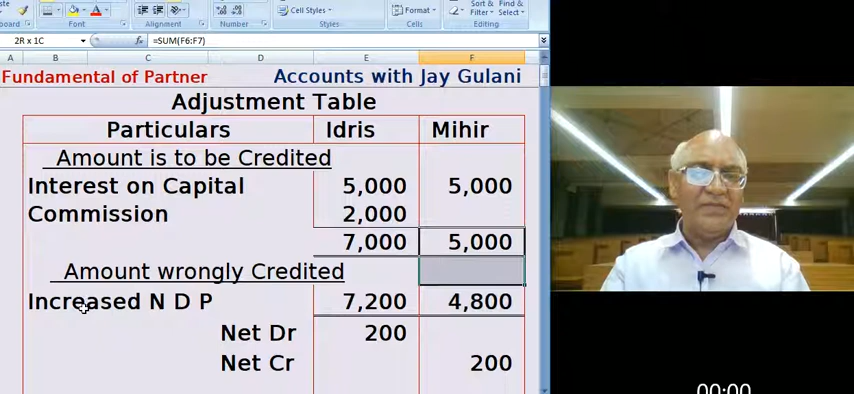 Cell Styles
Format
Sort & Find &
Filter Select
Font Number Styles Editing
2R x 1C =SUM(F6:F7)
A B C D E F
Fundamental of Partner Accounts with Jay Gulani
Adjustment Table
Particulars Idris Mihir
Amount is to be Credited
Interest on Capital 5,000 5,000
Commission 2,000
7,000 5,000
Amount wrongly Credited
Increased N D P 7,200 4,800
Net Dr 200
Net Cr 200
00:00